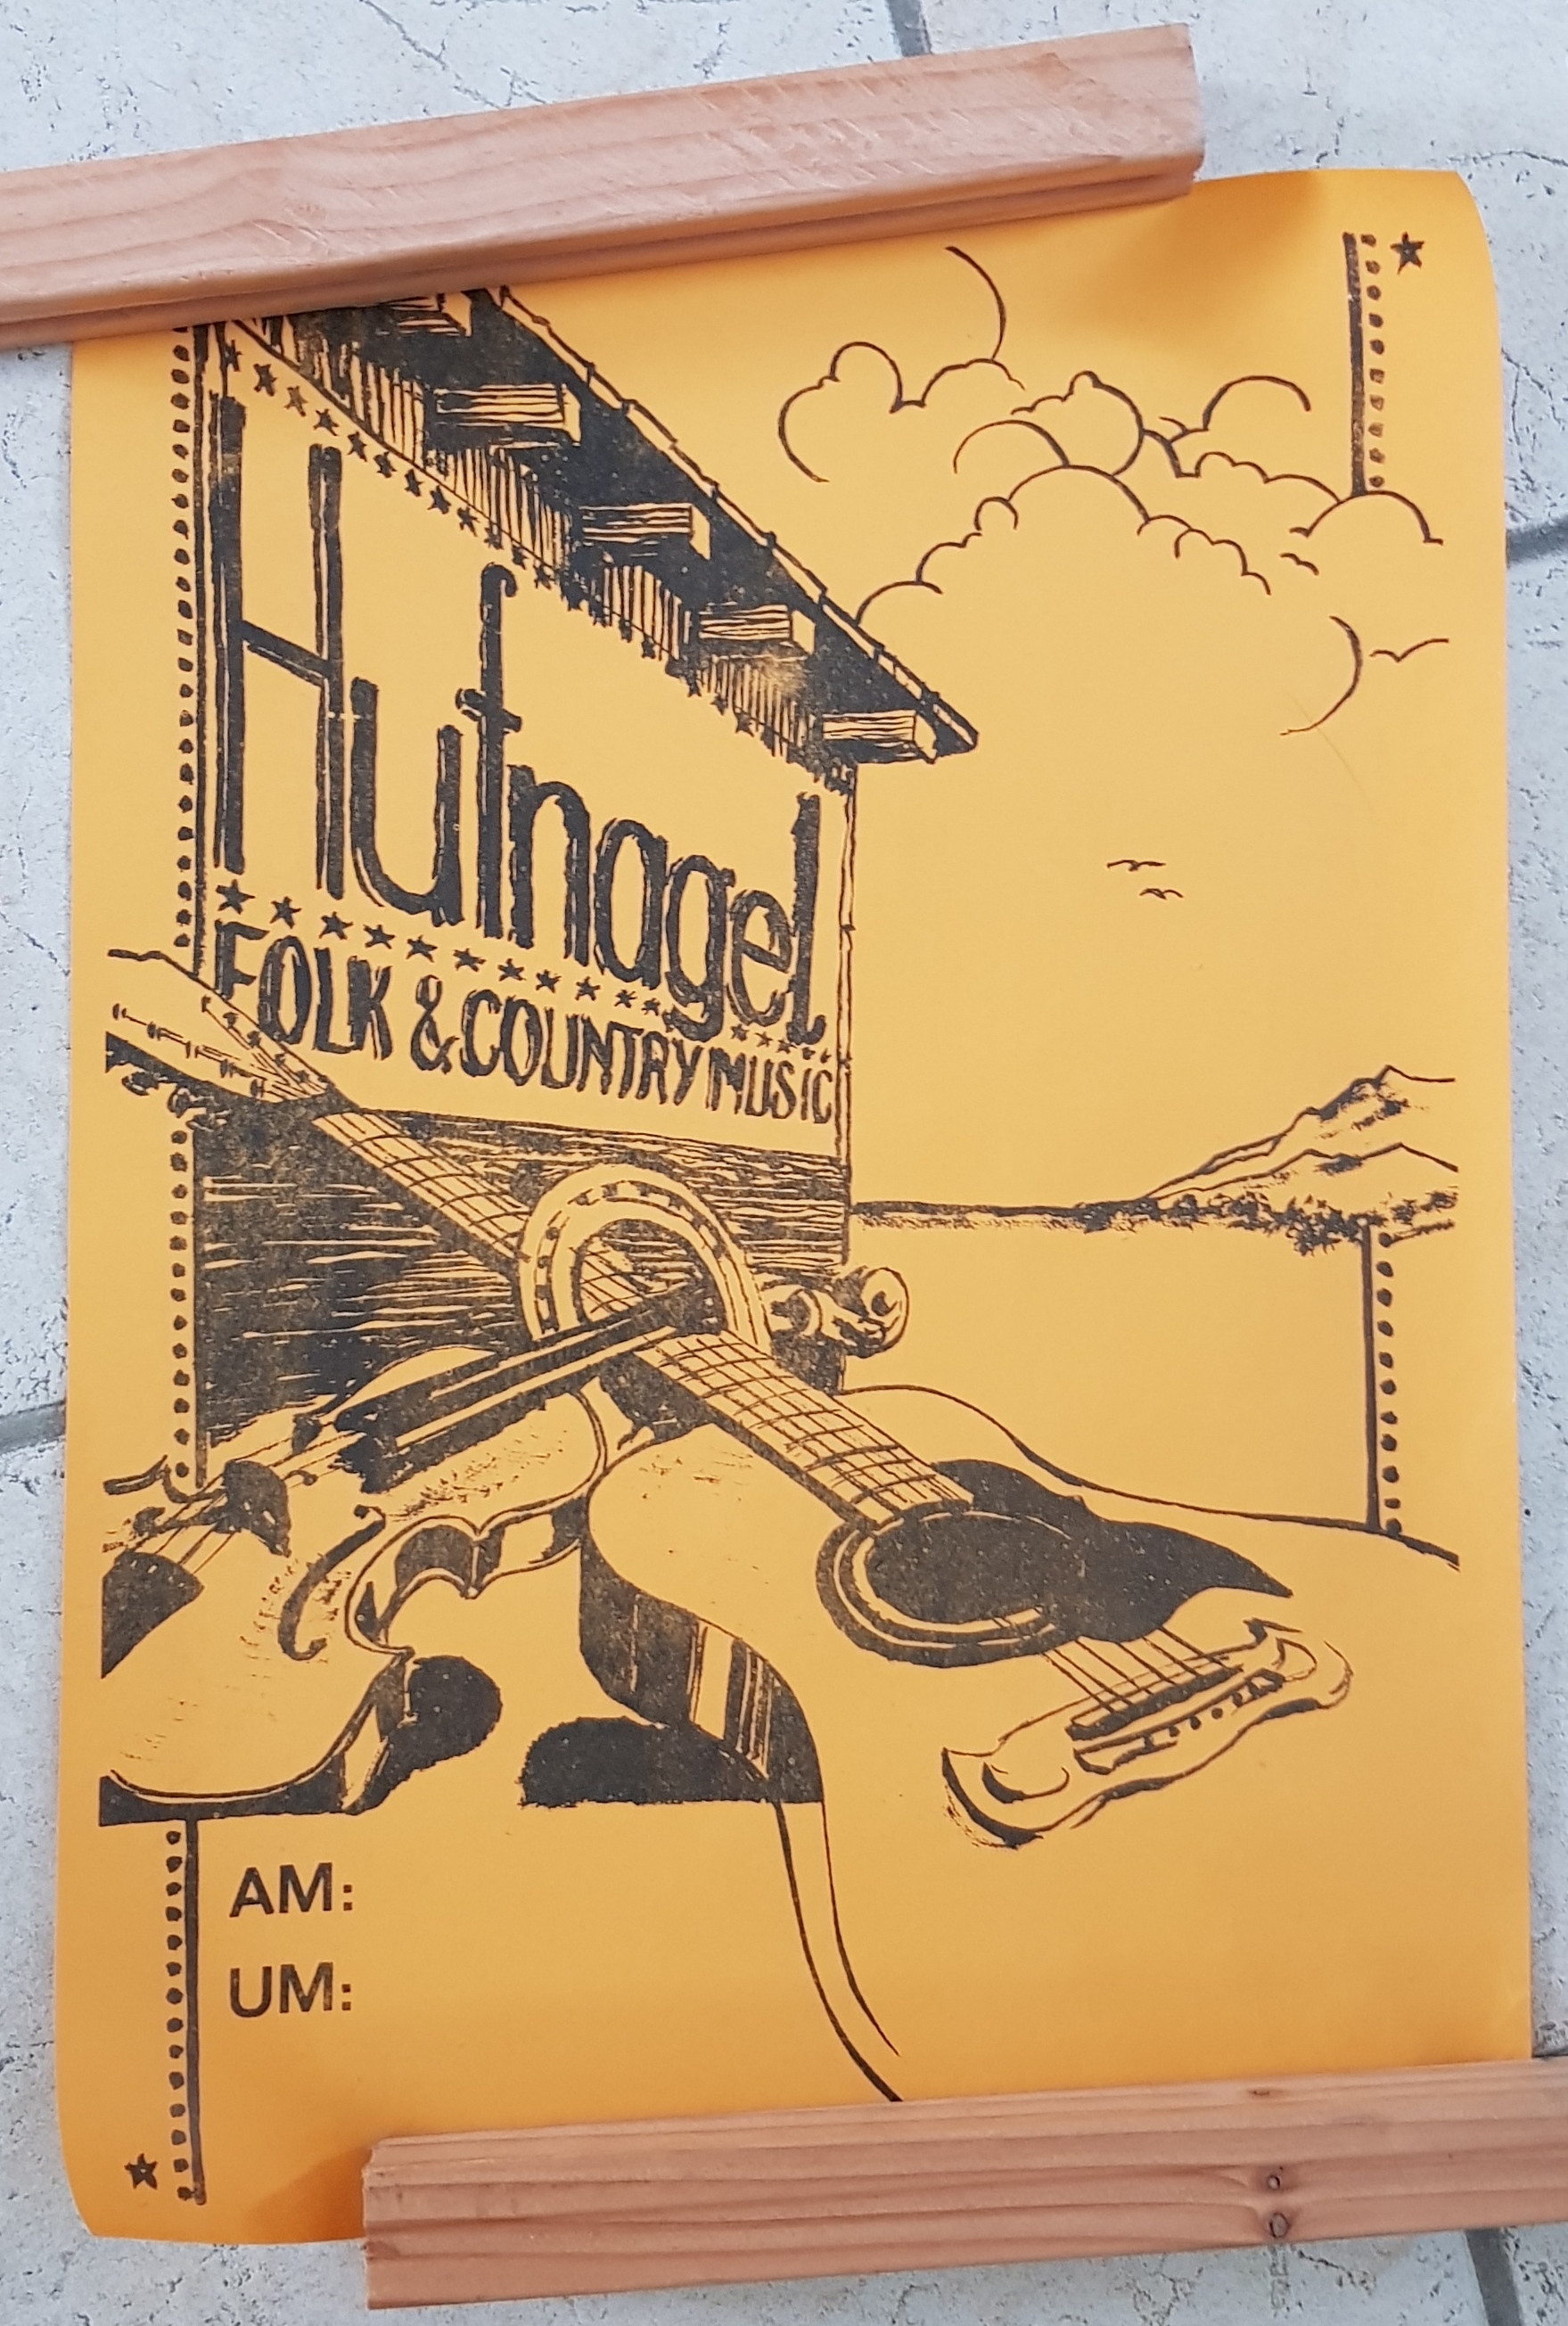 Hufnagel
FOLK & COUNTRY MUSIC
AM:
UM: